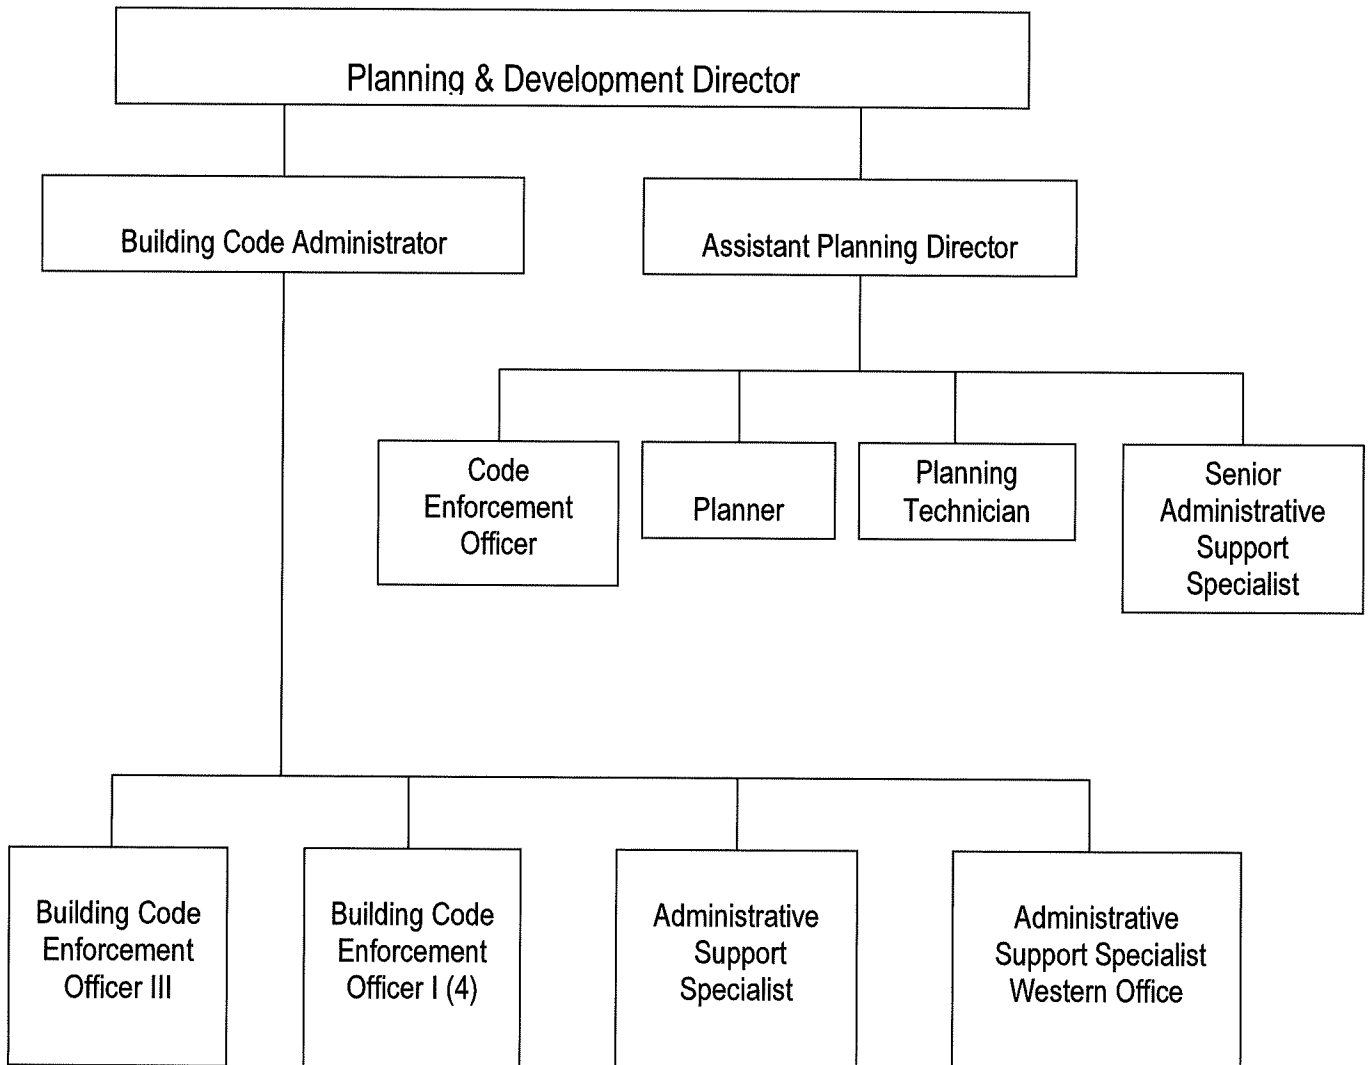 Planning & Development Director
Building Code Administrator
Assistant Planning Director
Code
Enforcement
Officer
Planner
Planning
Technician
Senior
Administrative
Support
Specialist
Building Code
Enforcement
Officer III
Building Code
Enforcement
Officer I (4)
Administrative
Support
Specialist
Administrative
Support Specialist
Western Office